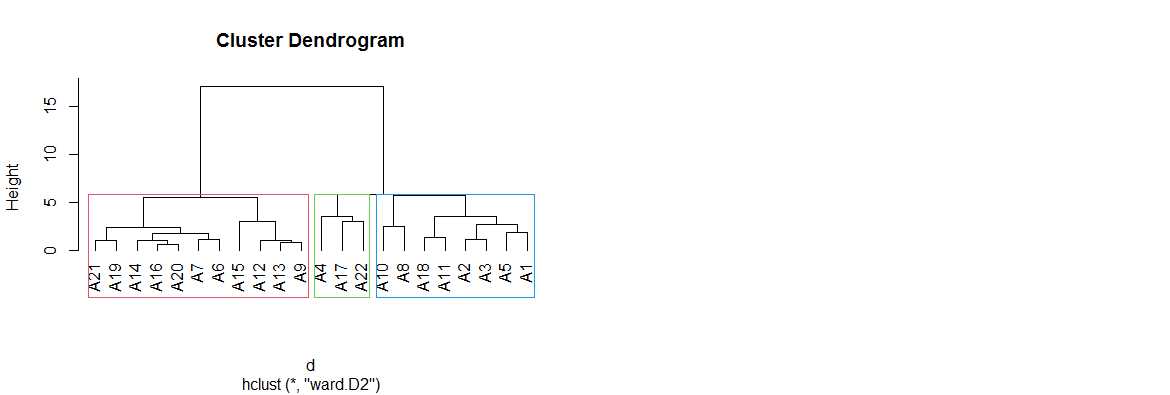 Cluster Dendrogram
Height
15
10
5
0
A21 A19 A14 A16 A20 A7 A6 A15 A12 A13 A9 A4 A17 A22 A10 A8 A18 A11 A2 A3 A5 A1
d
hclust (*, "ward.D2")